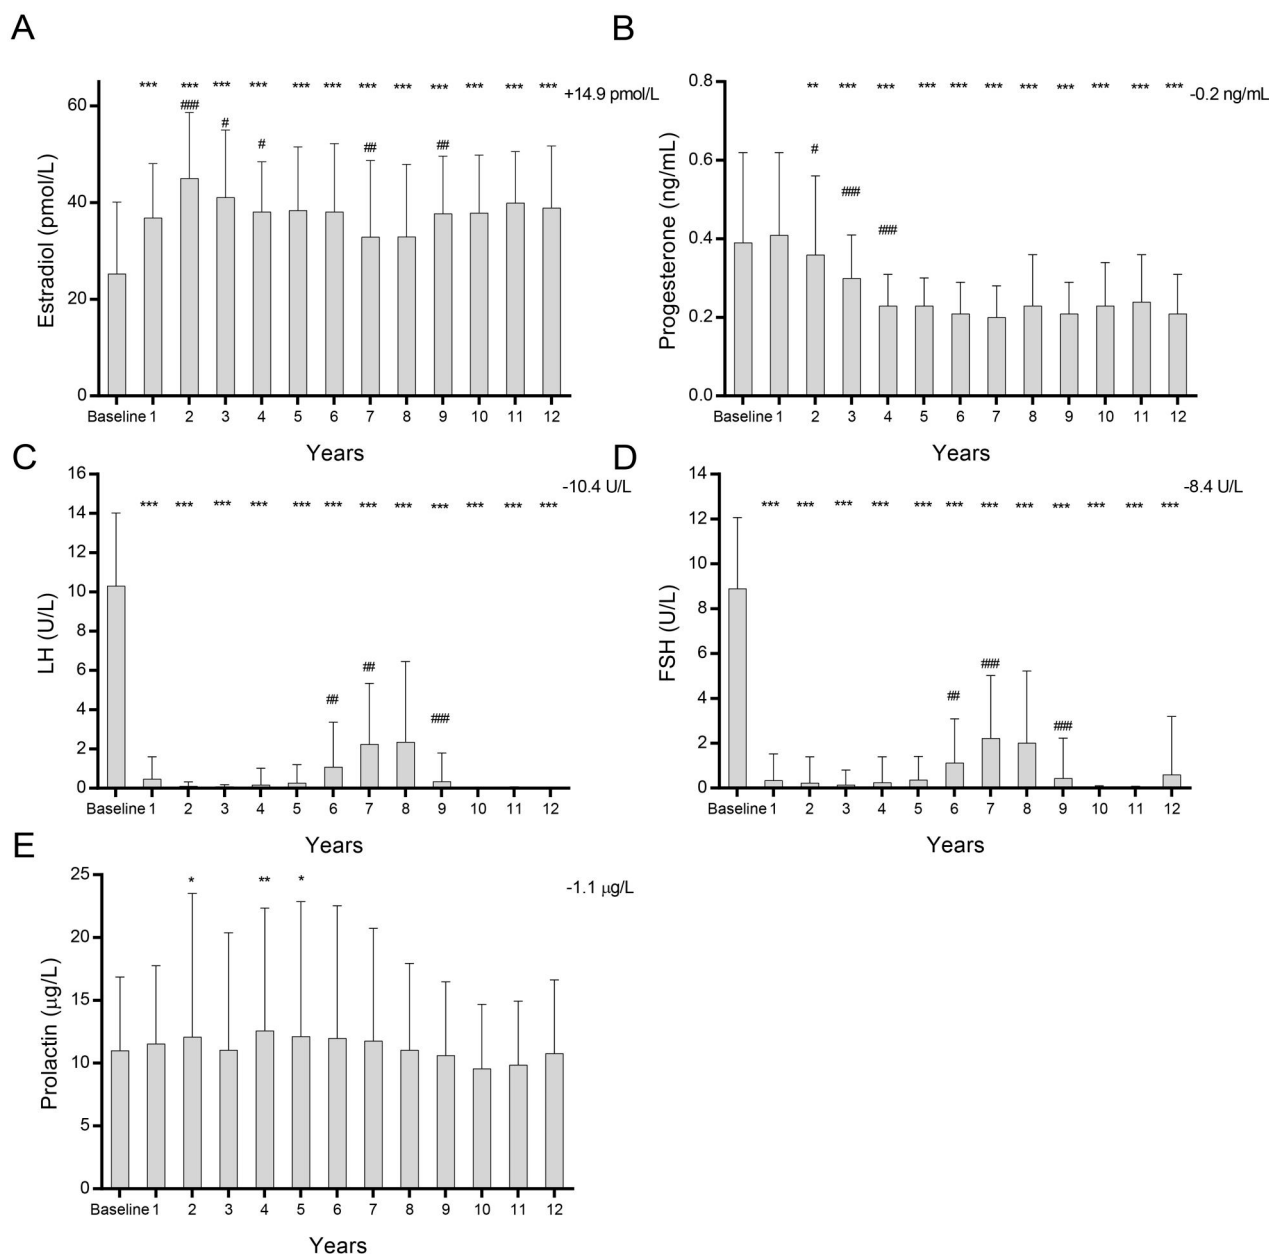 A
*** *** *** *** *** *** *** *** *** *** *** ***
+14.9 pmol/L
### # # ## ##
Estradiol (pmol/L)
60
40
20
0
Baseline 1 2 3 4 5 6 7 8 9 10 11 12
Years
B
** *** *** *** *** *** *** *** *** *** ***
-0.2 ng/mL
# ### ###
Progesterone (ng/mL)
0.8
0.6
0.4
0.2
0.0
Baseline 1 2 3 4 5 6 7 8 9 10 11 12
Years
C
-10.4 U/L
*** *** *** *** *** *** *** *** *** *** *** ***
## ## ###
LH (U/L)
16
14
12
10
8
6
4
2
0
Baseline 1 2 3 4 5 6 7 8 9 10 11 12
Years
D
-8.4 U/L
*** *** *** *** *** *** *** *** *** *** *** ***
## ### ###
FSH (U/L)
14
12
10
8
6
4
2
0
Baseline 1 2 3 4 5 6 7 8 9 10 11 12
Years
E
* ** *
-1.1 μg/L
Prolactin (μg/L)
25
20
15
10
5
0
Baseline 1 2 3 4 5 6 7 8 9 10 11 12
Years